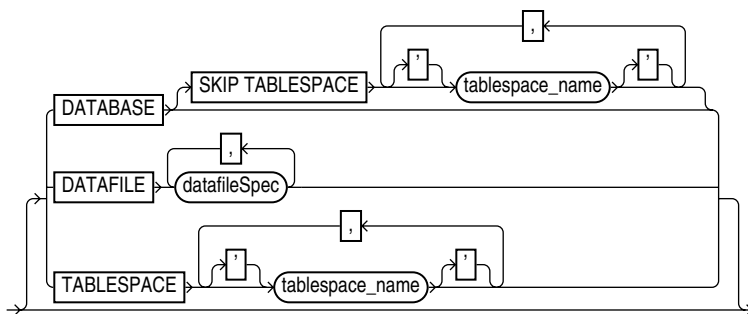 ,
' '
SKIP TABLESPACE tablespace_name
DATABASE
,
DATAFILE datafileSpec
,
' '
TABLESPACE tablespace_name